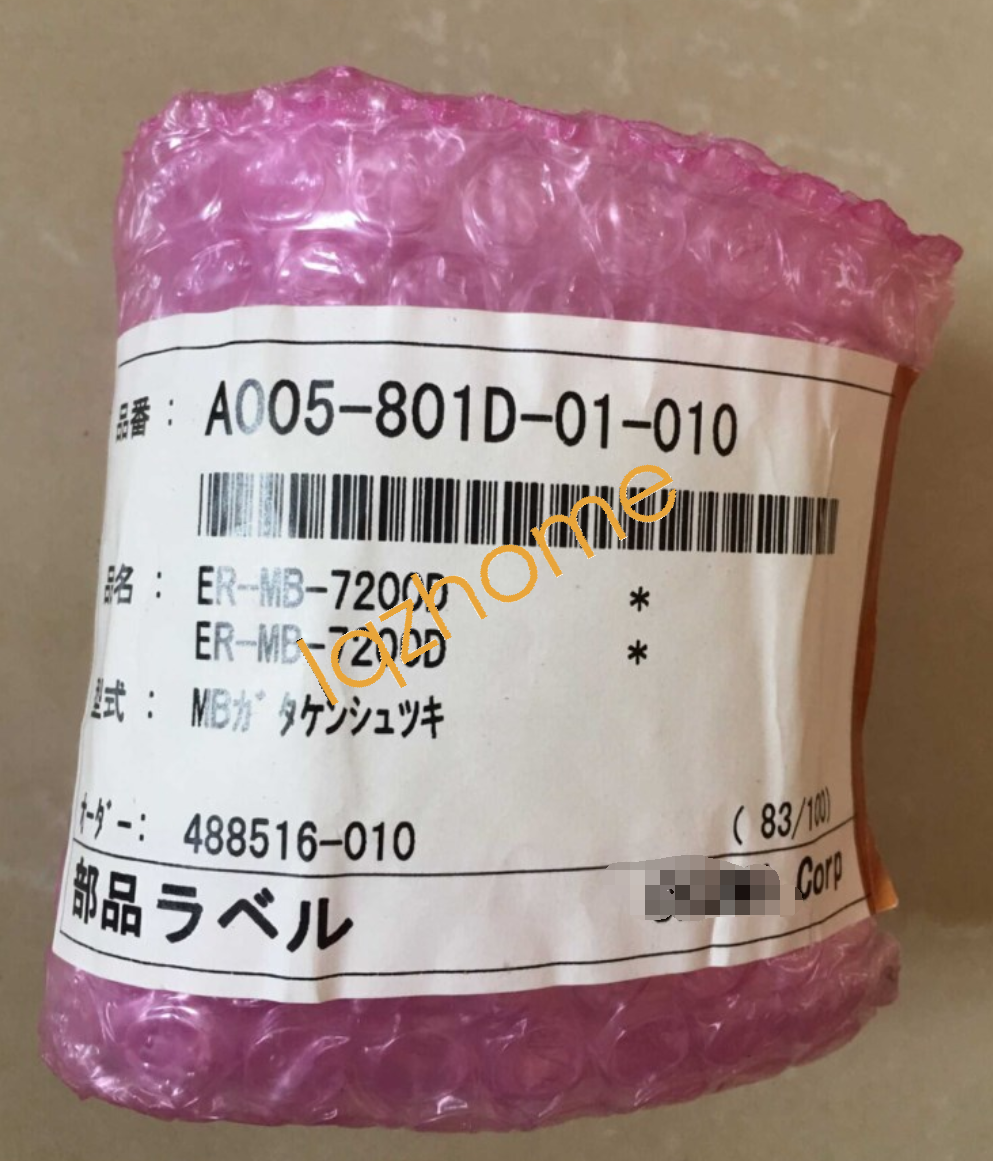 品番： A005-801D-01-010
品名： ER-MB-7200D *
ER-MB-7200D *
型式： MBｶﾞﾀｹﾝｼｭﾂｷ
ｵｰﾀﾞｰ： 488516-010 ( 83/100)
部品ラベル Corp
lqzhome